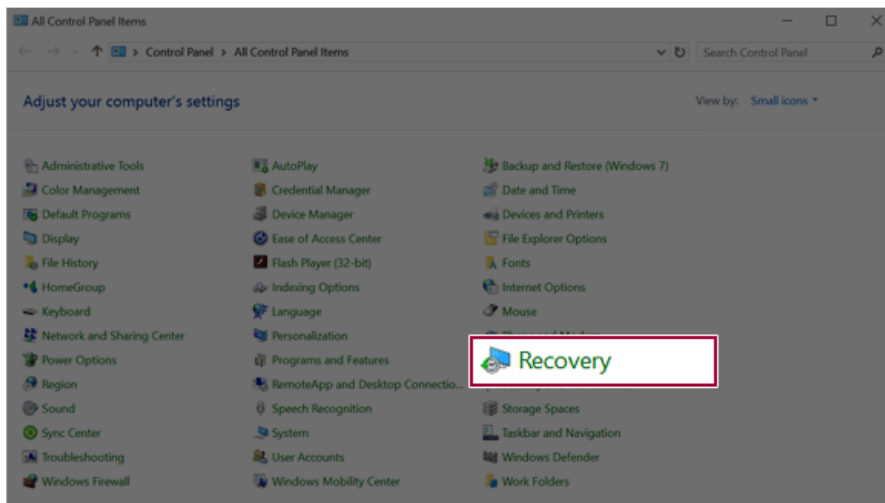 All Control Panel Items
Control Panel > All Control Panel Items
Search Control Panel
Adjust your computer's settings
View by: Small icons
Administrative Tools
AutoPlay
Backup and Restore (Windows 7)
Color Management
Credential Manager
Date and Time
Default Programs
Device Manager
Devices and Printers
Display
Ease of Access Center
File Explorer Options
File History
Flash Player (32-bit)
Fonts
HomeGroup
Indexing Options
Internet Options
Keyboard
Language
Mouse
Network and Sharing Center
Personalization
Phone and Modem
Power Options
Programs and Features
Recovery
Region
RemoteApp and Desktop Connectio...
Sound
Speech Recognition
Storage Spaces
Sync Center
System
Taskbar and Navigation
Troubleshooting
User Accounts
Windows Defender
Windows Firewall
Windows Mobility Center
Work Folders